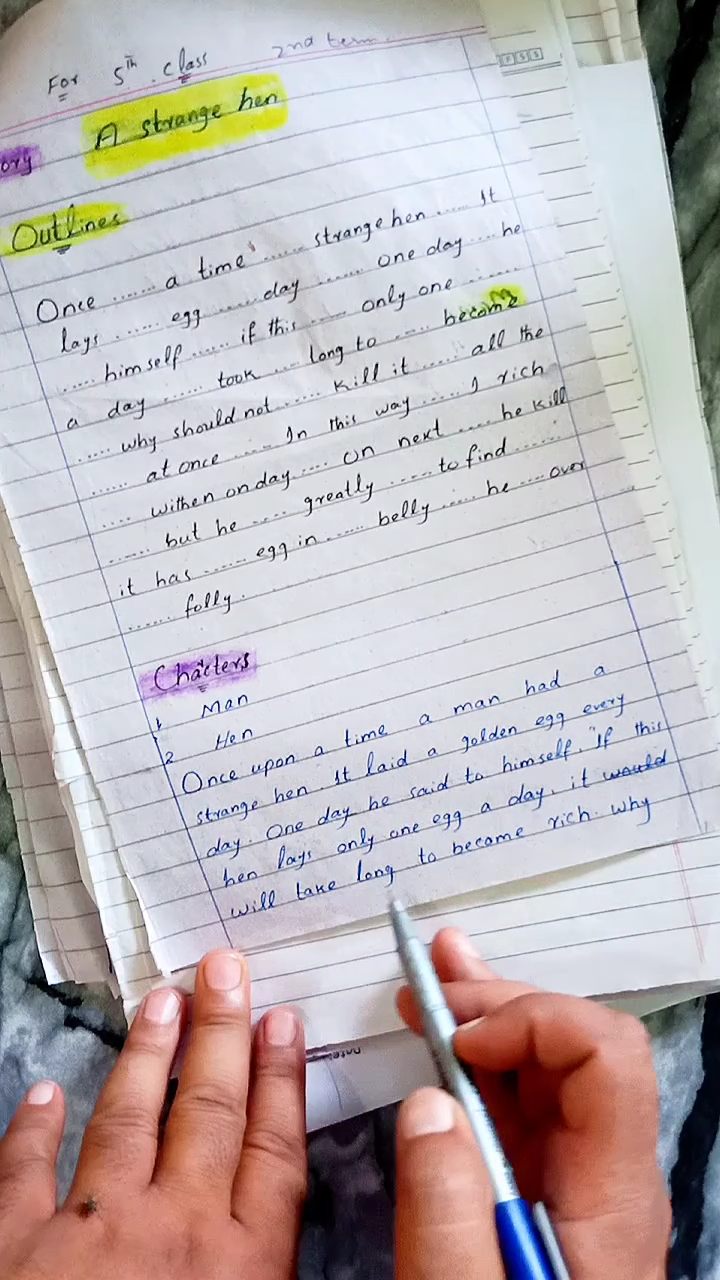 For 5th class 2nd term
ory A strange hen
Outlines
Once ...... a time ...... strange hen ..... It
lays ...... egg ..... day ...... one day .... he
..... himself ..... if this .... only one ......
a day ..... took .... long to ..... become
..... why should not ..... kill it ..... all the
...... at once ..... In this way ..... I rich
.... withen on day .... on next .... he kill
...... but he .... greatly ..... to find .....
it has ...... egg in ..... belly ..... he .... over
..... folly.
Chacters
1 Man
2 Hen
Once upon a time a man had a
strange hen. It laid a golden egg every
day. One day he said to himself. "If this
hen lays only one egg a day. it would
will take long to become rich. Why